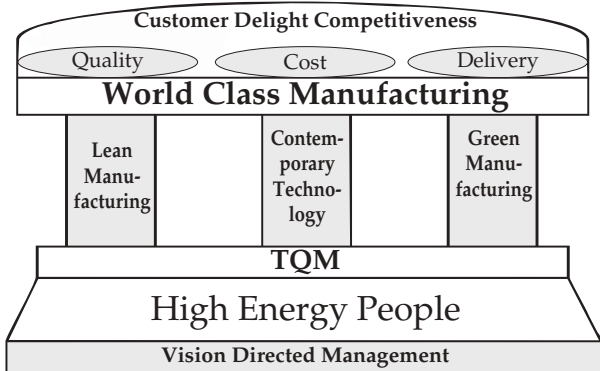 Customer Delight Competitiveness
Quality
Cost
Delivery
World Class Manufacturing
Lean
Manu-
facturing
Contem-
porary
Techno-
logy
Green
Manu-
facturing
TQM
High Energy People
Vision Directed Management